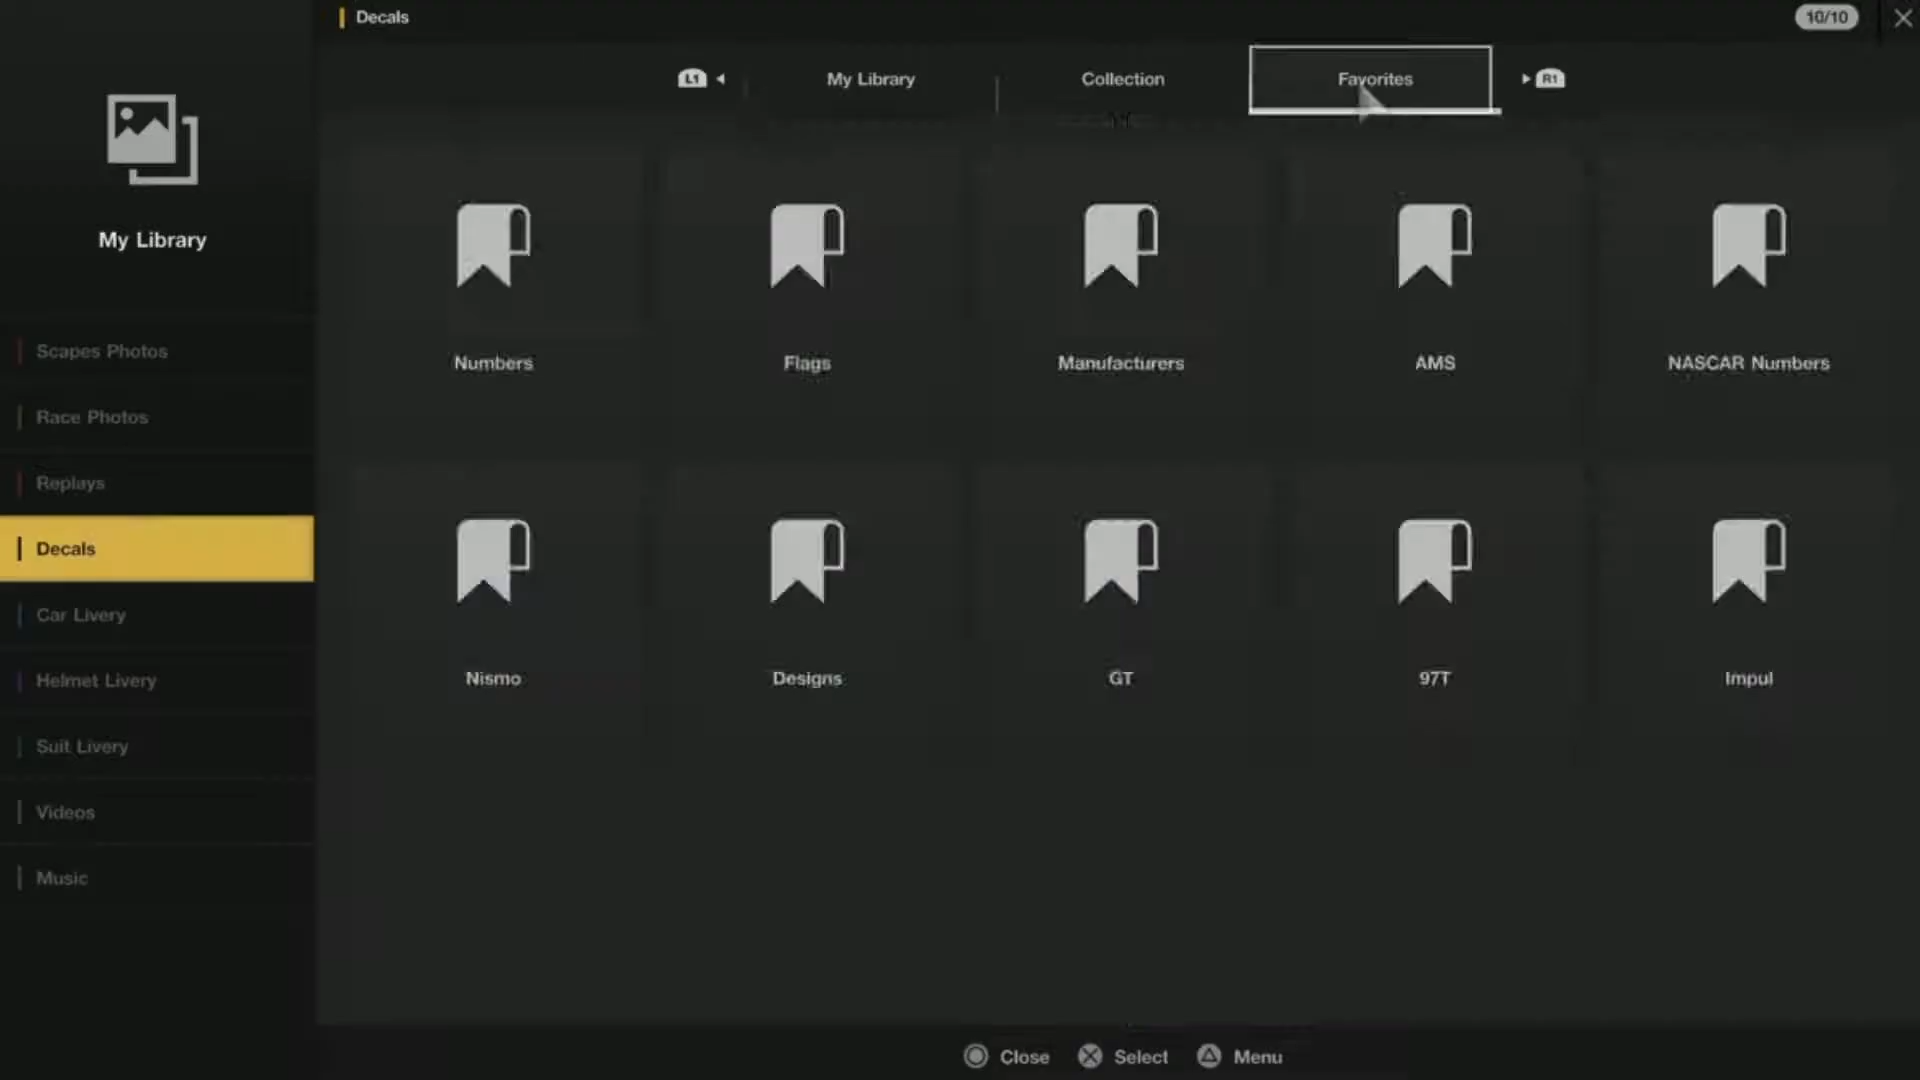 Decals
10/10
L1
My Library
Collection
Favorites
R1
My Library
Numbers
Flags
Manufacturers
AMS
NASCAR Numbers
Scapes Photos
Race Photos
Replays
Decals
Car Livery
Helmet Livery
Suit Livery
Videos
Music
Nismo
Designs
GT
97T
Impul
Close
Select
Menu